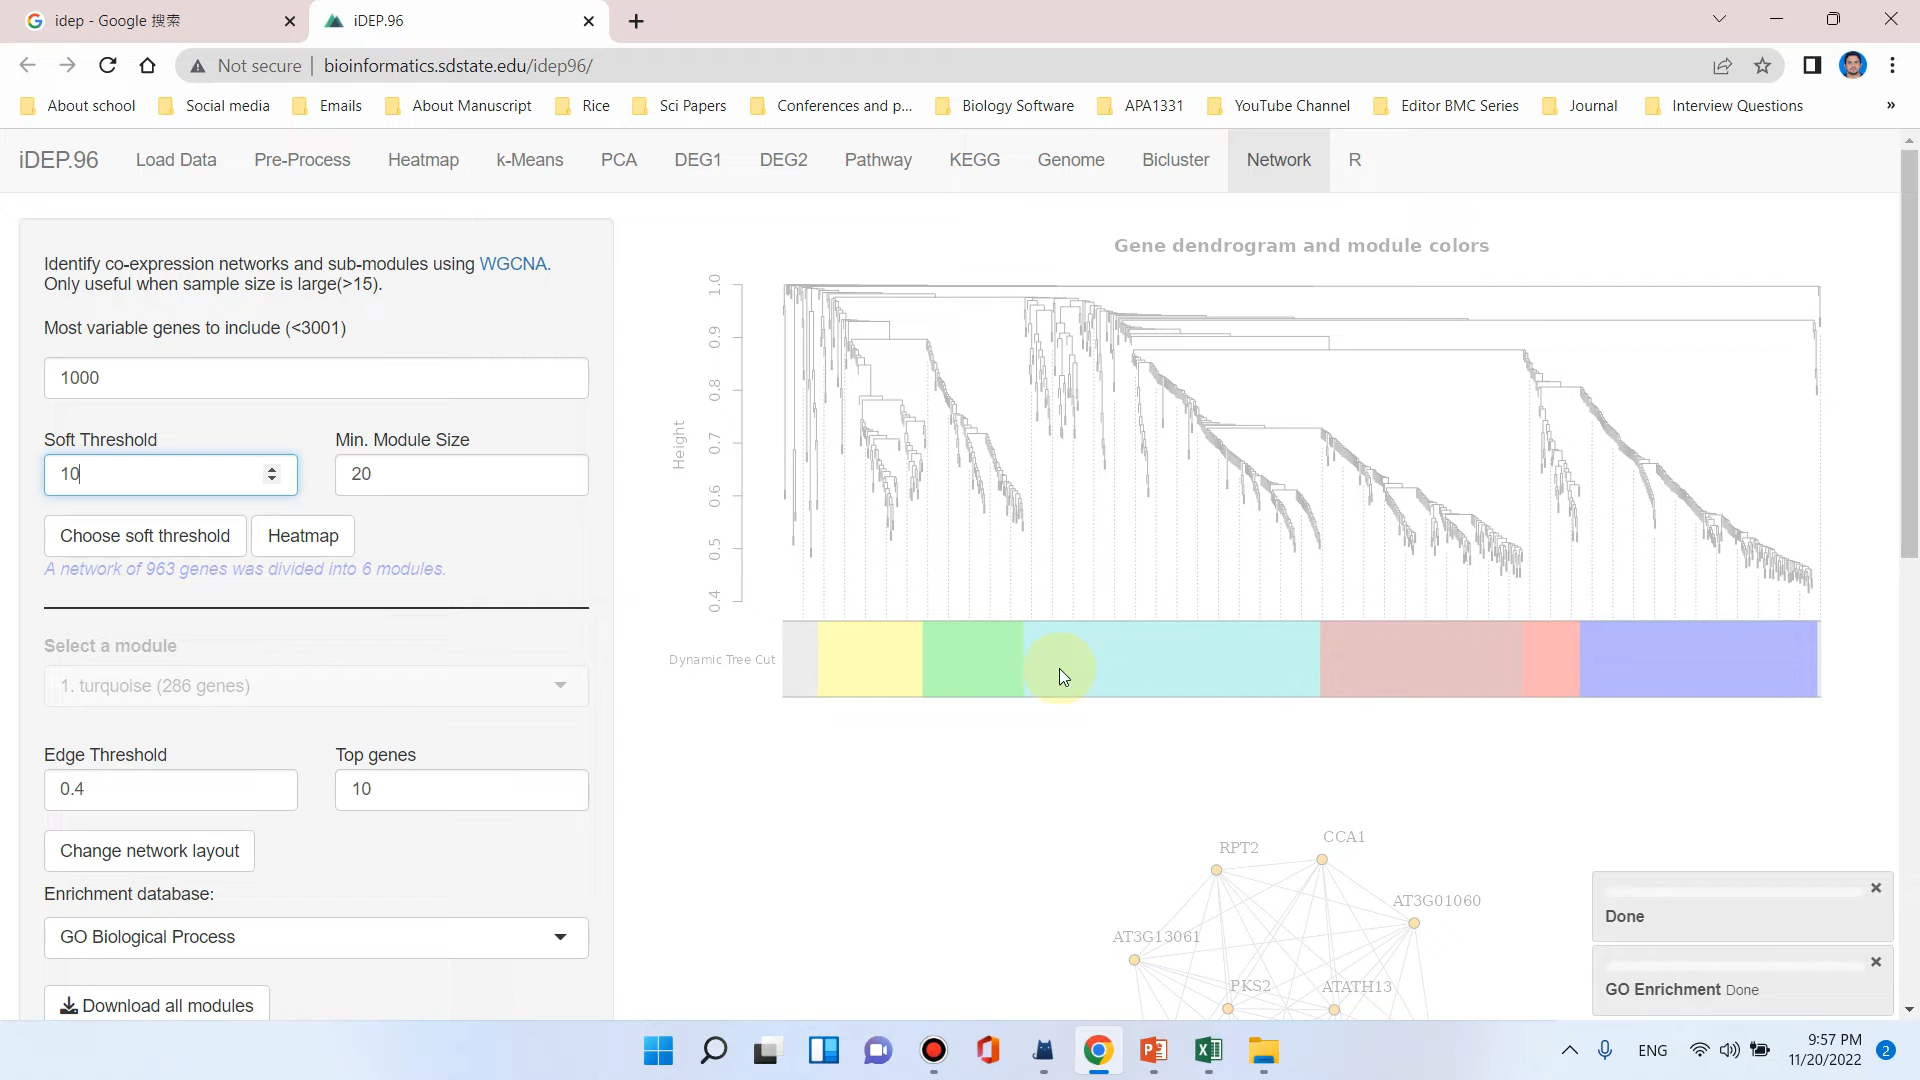 idep - Google 搜索
iDEP.96
Not secure
bioinformatics.sdstate.edu/idep96/
About school
Social media
Emails
About Manuscript
Rice
Sci Papers
Conferences and p...
Biology Software
APA1331
YouTube Channel
Editor BMC Series
Journal
Interview Questions
»
iDEP.96
Load Data
Pre-Process
Heatmap
k-Means
PCA
DEG1
DEG2
Pathway
KEGG
Genome
Bicluster
Network
R
Identify co-expression networks and sub-modules using WGCNA.
Only useful when sample size is large(>15).
Most variable genes to include (<3001)
1000
Soft Threshold
Min. Module Size
10
20
Choose soft threshold
Heatmap
A network of 963 genes was divided into 6 modules.
Select a module
1. turquoise (286 genes)
Edge Threshold
Top genes
0.4
10
Change network layout
Enrichment database:
GO Biological Process
Download all modules
Gene dendrogram and module colors
Height
1.0
0.9
0.8
0.7
0.6
0.5
0.4
Dynamic Tree Cut
RPT2
CCA1
AT3G01060
AT3G13061
PKS2
ATATH13
Done
GO Enrichment Done
ENG
9:57 PM
11/20/2022
2